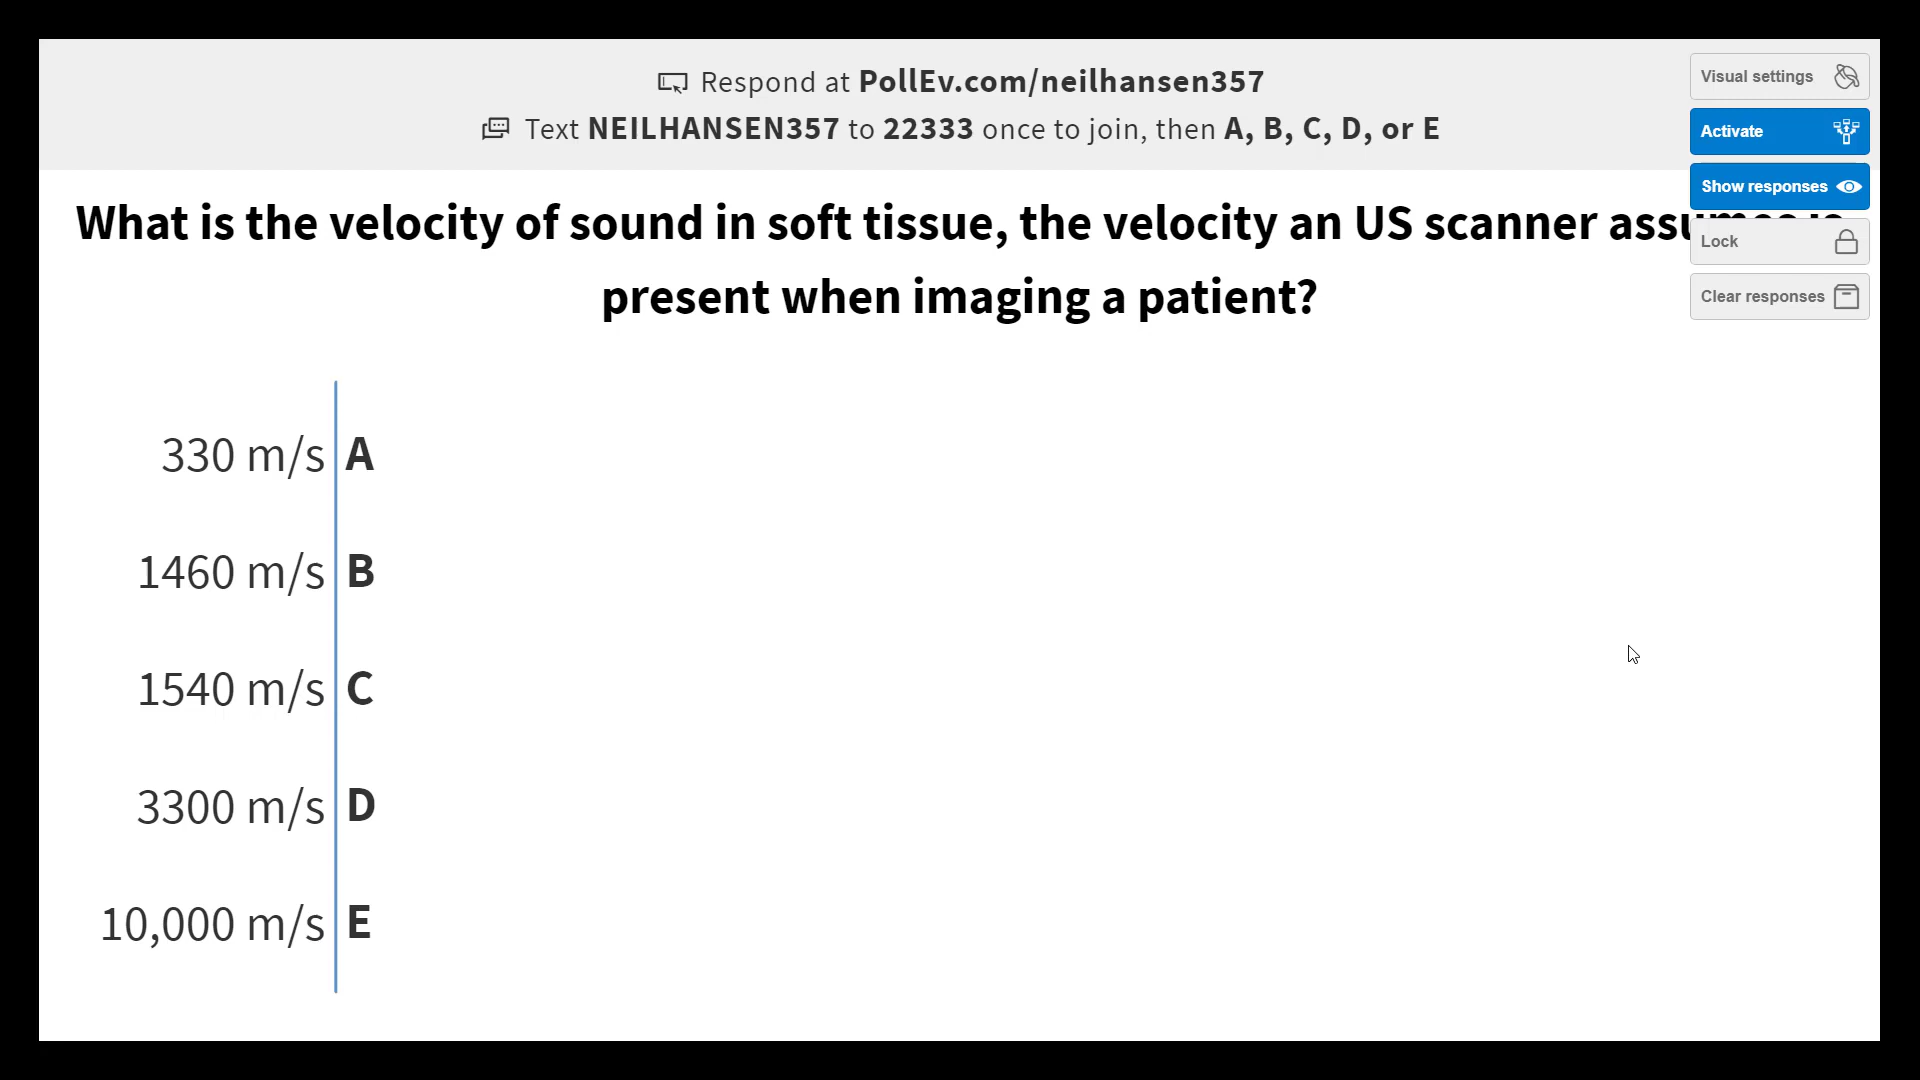 Respond at PollEv.com/neilhansen357
Text NEILHANSEN357 to 22333 once to join, then A, B, C, D, or E
Visual settings
Activate
Show responses
Lock
Clear responses
What is the velocity of sound in soft tissue, the velocity an US scanner assumes is
present when imaging a patient?
330 m/s A
1460 m/s B
1540 m/s C
3300 m/s D
10,000 m/s E